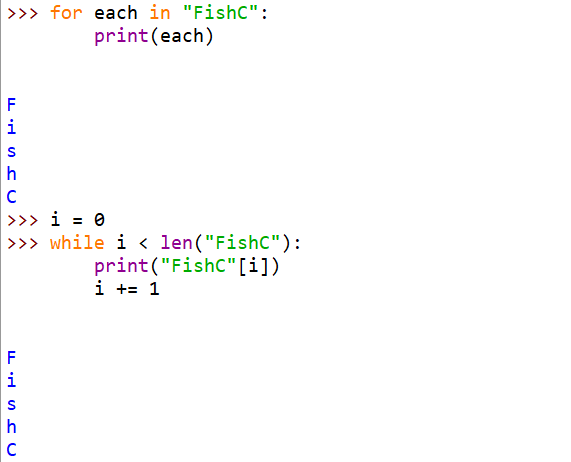 >>> for each in "FishC":
        print(each)
F
i
s
h
C
>>> i = 0
>>> while i < len("FishC"):
        print("FishC"[i])
        i += 1
F
i
s
h
C